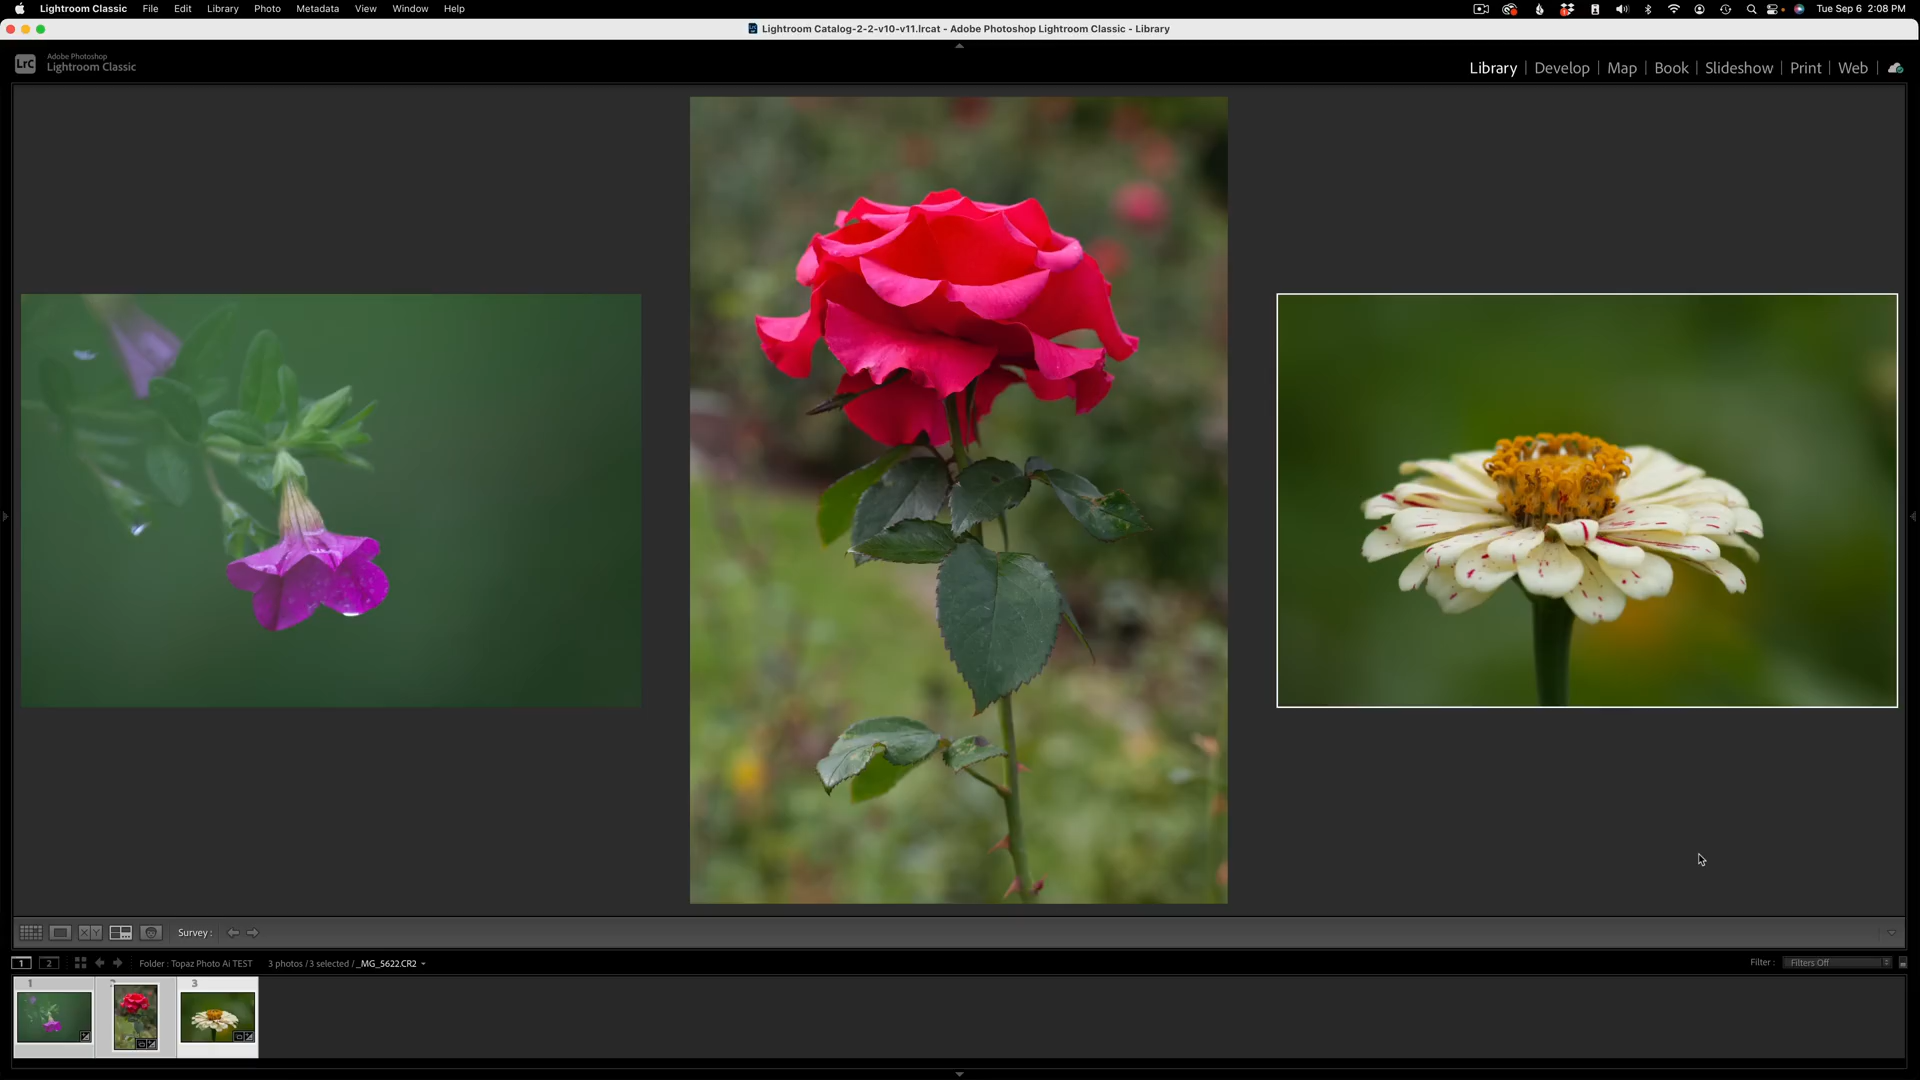 Lightroom Classic File Edit Library Photo Metadata View Window Help Tue Sep 6 2:08 PM
Lightroom Catalog-2-2-v10-v11.lrcat - Adobe Photoshop Lightroom Classic - Library
LrC
Adobe Photoshop
Lightroom Classic
Library | Develop | Map | Book | Slideshow | Print | Web
X Y
Survey :
1 2 Folder : Topaz Photo Ai TEST 3 photos / 3 selected / _MG_5622.CR2 Filter : Filters Off
1 2 3